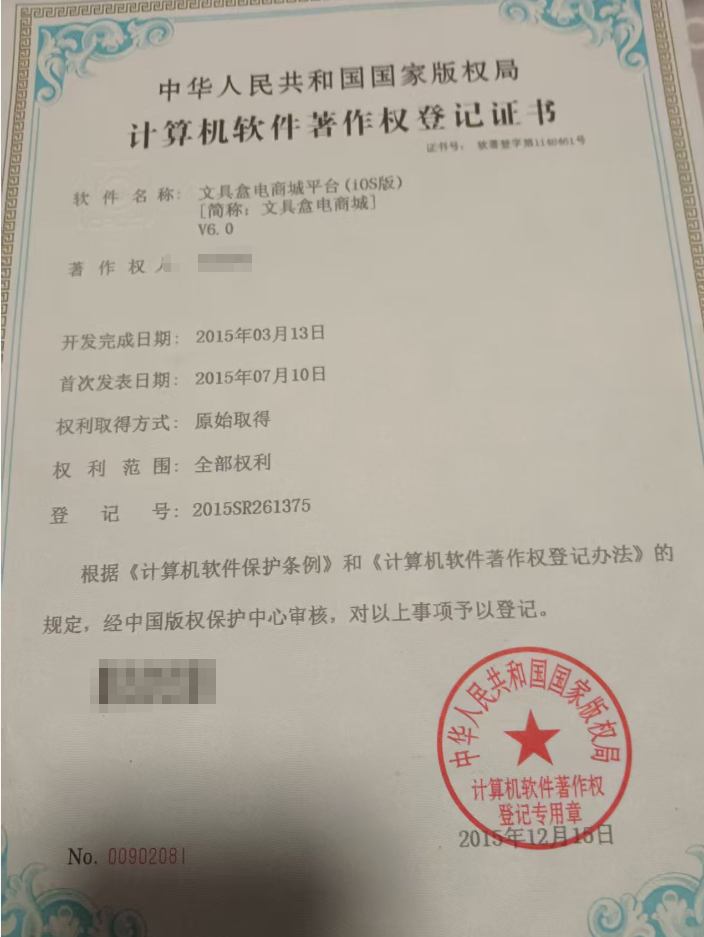 中华人民共和国国家版权局
计算机软件著作权登记证书
证书号： 软著登字第1140461号
软件名称： 文具盒电商城平台(iOS版)
[简称：文具盒电商城]
V6.0
著作权人
开发完成日期： 2015年03月13日
首次发表日期： 2015年07月10日
权利取得方式： 原始取得
权利范围： 全部权利
登记号： 2015SR261375
根据《计算机软件保护条例》和《计算机软件著作权登记办法》的
规定，经中国版权保护中心审核，对以上事项予以登记。
中华人民共和国国家版权局
计算机软件著作权
登记专用章
2015年12月15日
No. 00902081